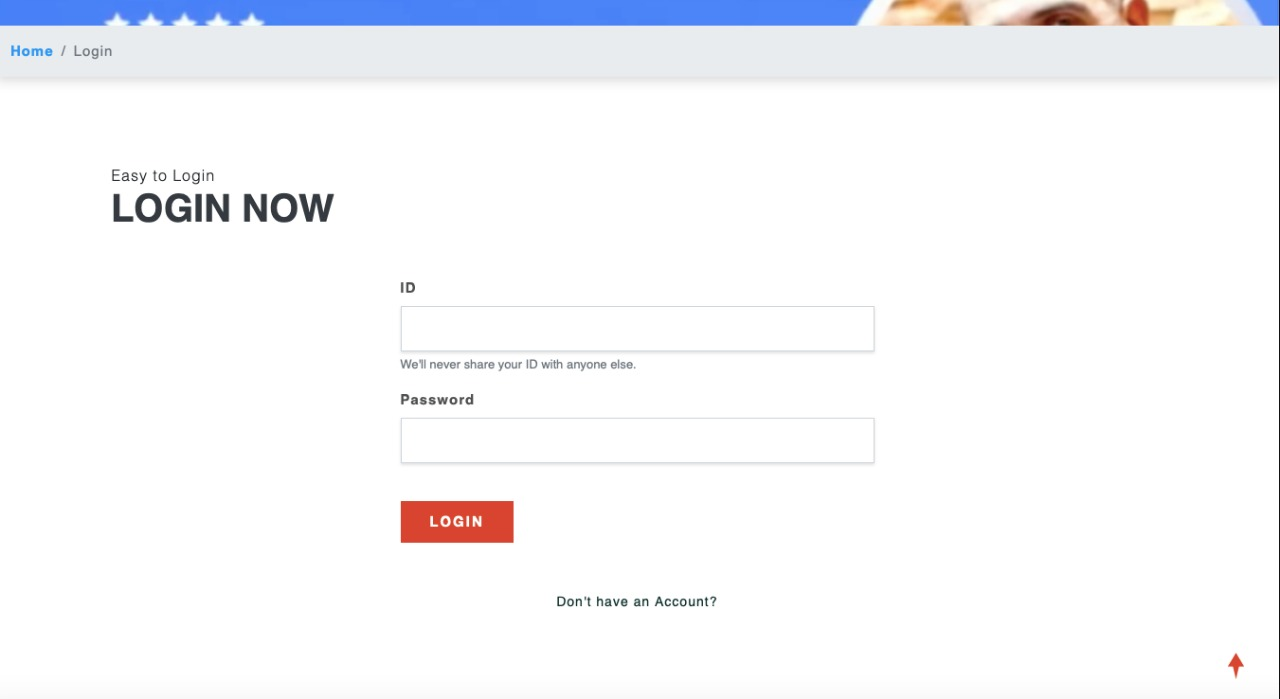 Home / Login
Easy to Login
LOGIN NOW
ID
We'll never share your ID with anyone else.
Password
LOGIN
Don't have an Account?